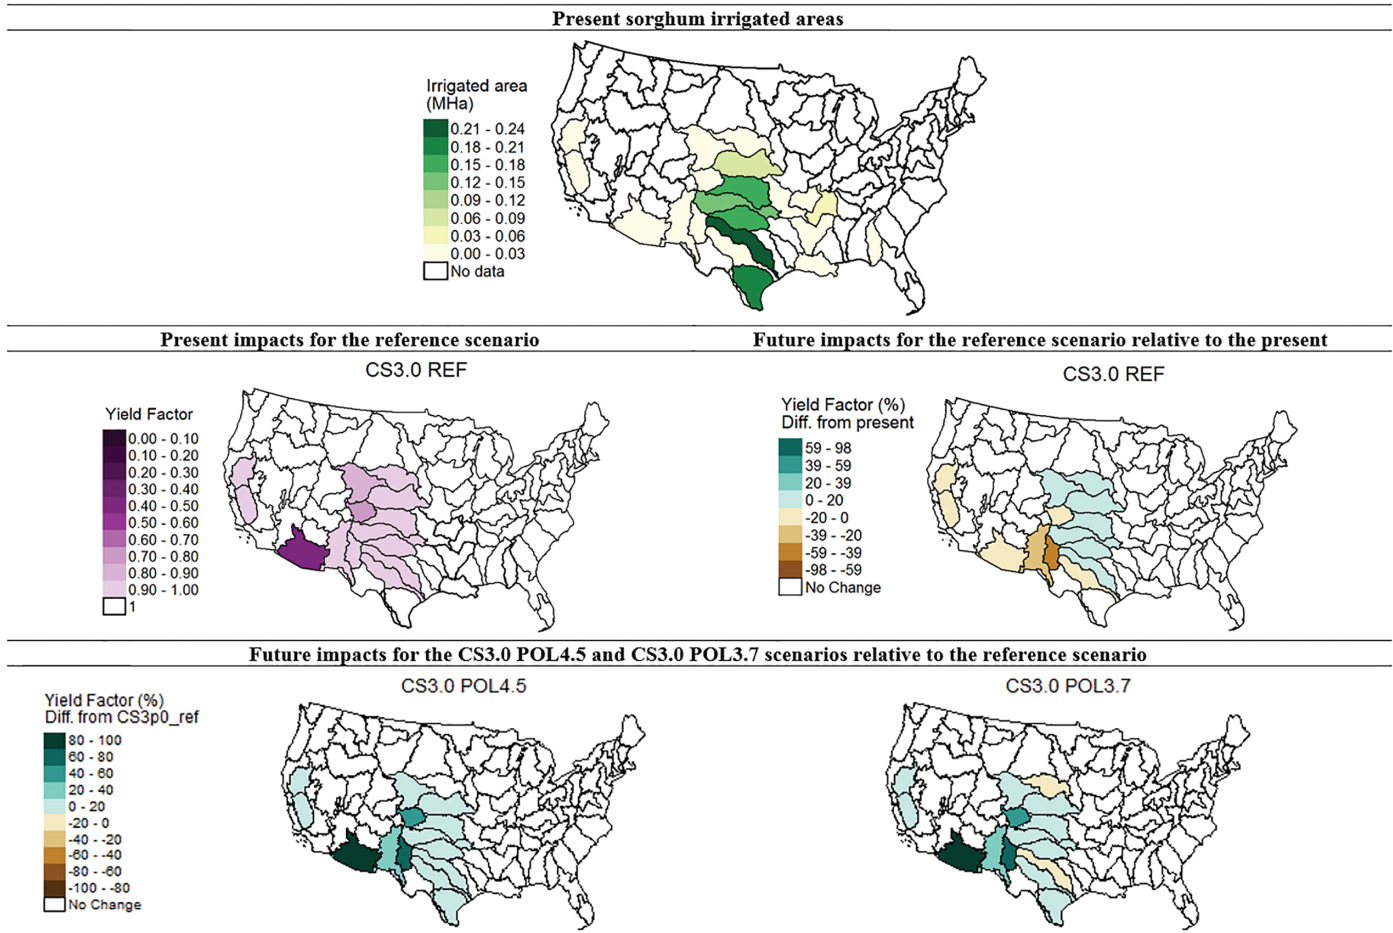 Present sorghum irrigated areas
Irrigated area
(MHa)
0.21 - 0.24
0.18 - 0.21
0.15 - 0.18
0.12 - 0.15
0.09 - 0.12
0.06 - 0.09
0.03 - 0.06
0.00 - 0.03
No data
Present impacts for the reference scenario
Future impacts for the reference scenario relative to the present
CS3.0 REF
Yield Factor
0.00 - 0.10
0.10 - 0.20
0.20 - 0.30
0.30 - 0.40
0.40 - 0.50
0.50 - 0.60
0.60 - 0.70
0.70 - 0.80
0.80 - 0.90
0.90 - 1.00
1
CS3.0 REF
Yield Factor (%)
Diff. from present
59 - 98
39 - 59
20 - 39
0 - 20
-20 - 0
-39 - -20
-59 - -39
-98 - -59
No Change
Future impacts for the CS3.0 POL4.5 and CS3.0 POL3.7 scenarios relative to the reference scenario
CS3.0 POL4.5
CS3.0 POL3.7
Yield Factor (%)
Diff. from CS3p0_ref
80 - 100
60 - 80
40 - 60
20 - 40
0 - 20
-20 - 0
-40 - -20
-60 - -40
-80 - -60
-100 - -80
No Change